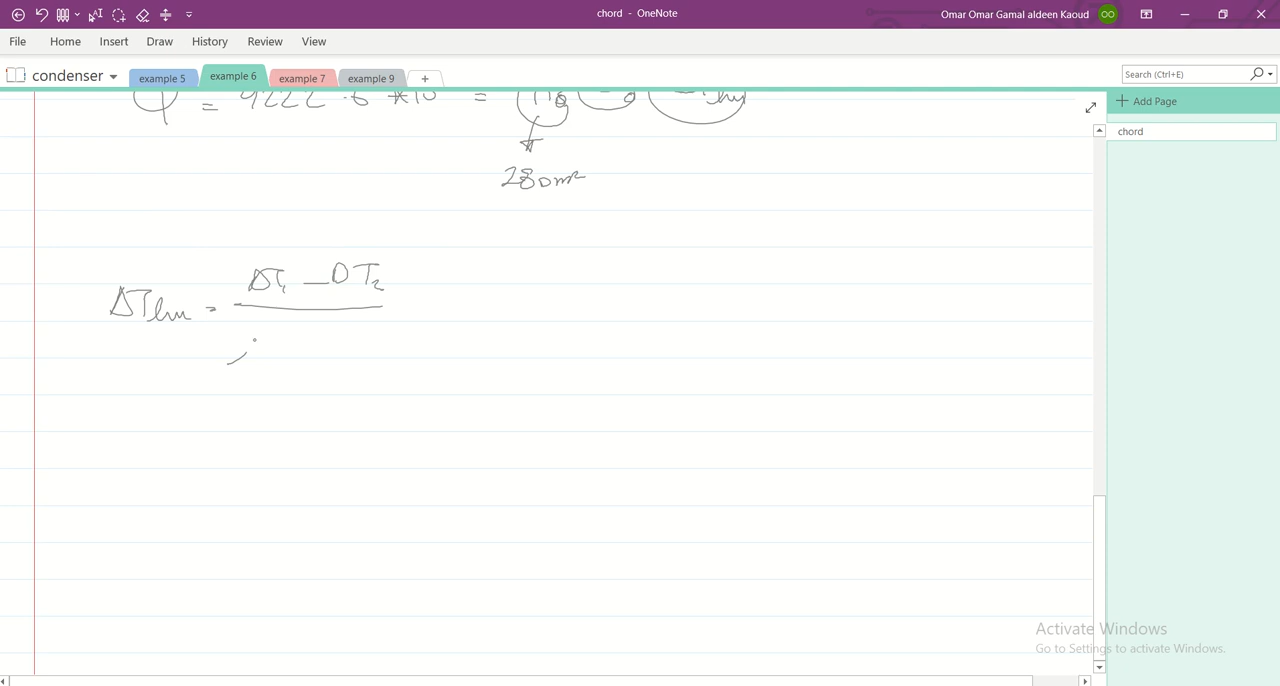 chord - OneNote
Omar Omar Gamal aldeen Kaoud
OO
File Home Insert Draw History Review View
condenser
example 5 example 6 example 7 example 9 +
Search (Ctrl+E)
Add Page
chord
=
280m²
ΔT₁ - ΔT₂
ΔTlm =
Activate Windows
Go to Settings to activate Windows.